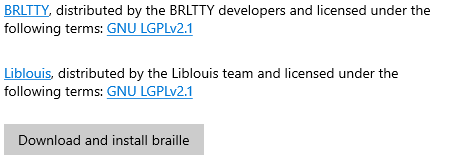 BRLTTY, distributed by the BRLTTY developers and licensed under the
following terms: GNU LGPLv2.1
Liblouis, distributed by the Liblouis team and licensed under the
following terms: GNU LGPLv2.1
Download and install braille